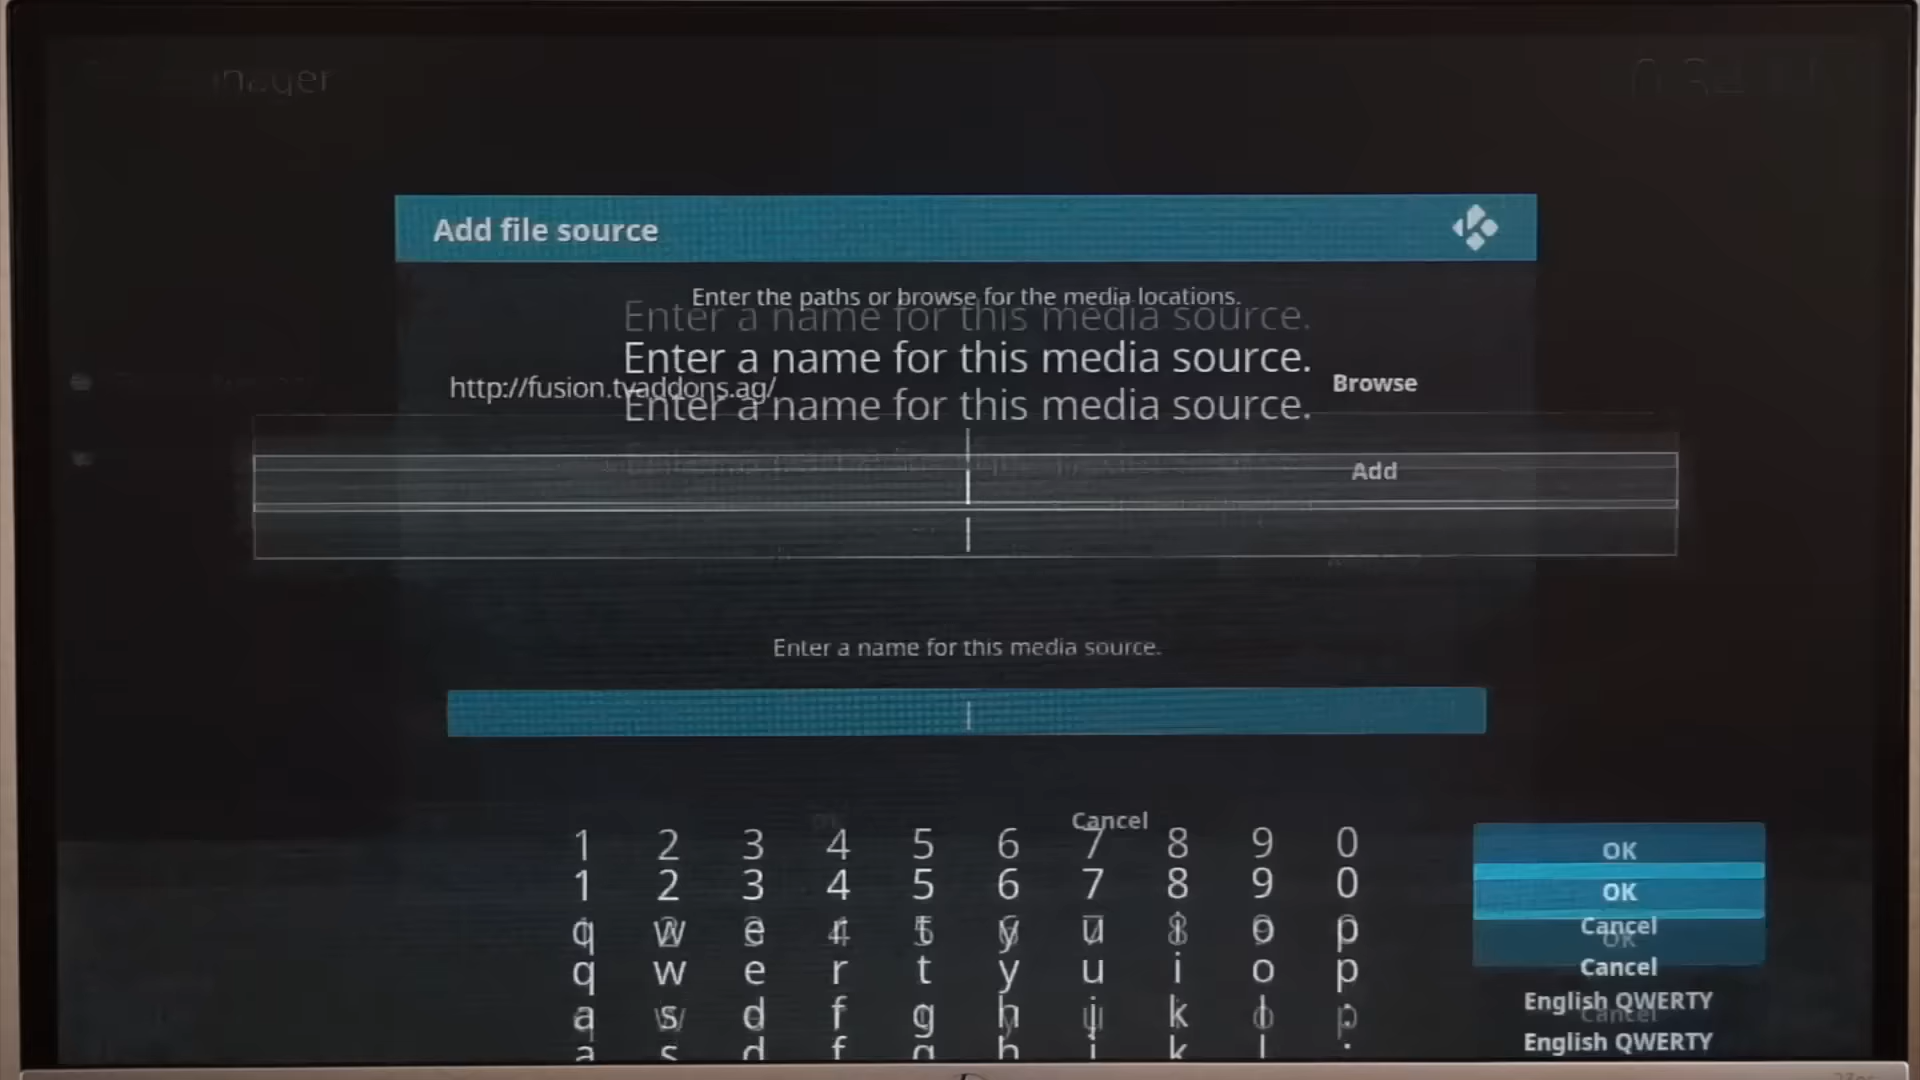 Add file source
Enter the paths or browse for the media locations.
Enter a name for this media source.
Enter a name for this media source.
http://fusion.tvaddons.ag/
Browse
Enter a name for this media source.
Add
Enter a name for this media source.
Cancel
1 2 3 4 5 6 7 8 9 0
OK
1 2 3 4 5 6 7 8 9 0
OK
q w e r t y u i o p
Cancel
OK
q w e r t y u i o p
Cancel
a s d f g h j k l :
English QWERTY
Cancel
a s d f g h j k l :
English QWERTY